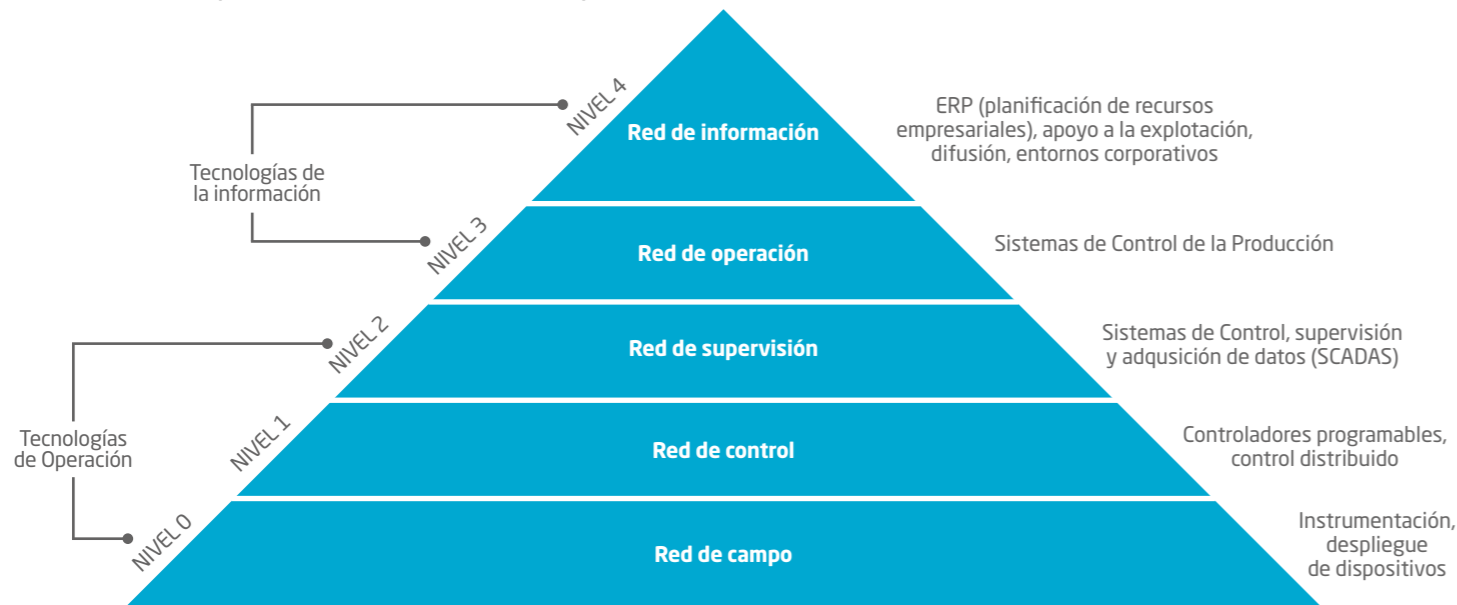 NIVEL 4
Red de información
ERP (planificación de recursos
empresariales), apoyo a la explotación,
difusión, entornos corporativos
Tecnologías de
la información
NIVEL 3
Red de operación
Sistemas de Control de la Producción
NIVEL 2
Red de supervisión
Sistemas de Control, supervisión
y adqusición de datos (SCADAS)
Tecnologías
de Operación
NIVEL 1
Red de control
Controladores programables,
control distribuido
NIVEL 0
Red de campo
Instrumentación,
despliegue
de dispositivos